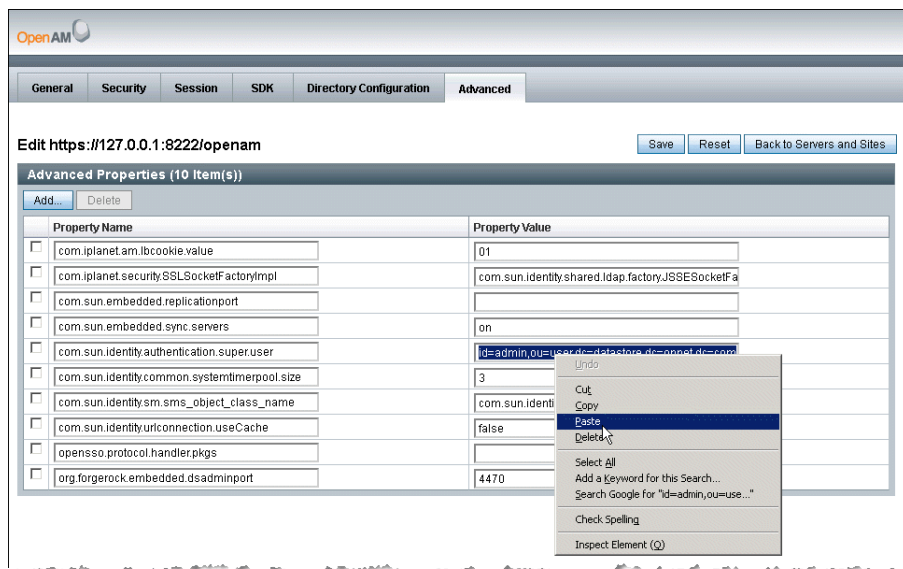 OpenAM
General Security Session SDK Directory Configuration Advanced
Edit https://127.0.0.1:8222/openam Save Reset Back to Servers and Sites
Advanced Properties (10 Item(s))
Add... Delete
Property Name Property Value
com.iplanet.am.lbcookie.value 01
com.iplanet.security.SSLSocketFactoryImpl com.sun.identity.shared.ldap.factory.JSSESocketFa
com.sun.embedded.replicationport
com.sun.embedded.sync.servers on
com.sun.identity.authentication.super.user id=admin,ou=user,dc=datastore,dc=opnet,dc=com
com.sun.identity.common.systemtimerpool.size 3
com.sun.identity.sm.sms_object_class_name com.sun.identi
com.sun.identity.urlconnection.useCache false
opensso.protocol.handler.pkgs
org.forgerock.embedded.dsadminport 4470
Undo
Cut
Copy
Paste
Delete
Select All
Add a Keyword for this Search...
Search Google for "id=admin,ou=use..."
Check Spelling
Inspect Element (Q)